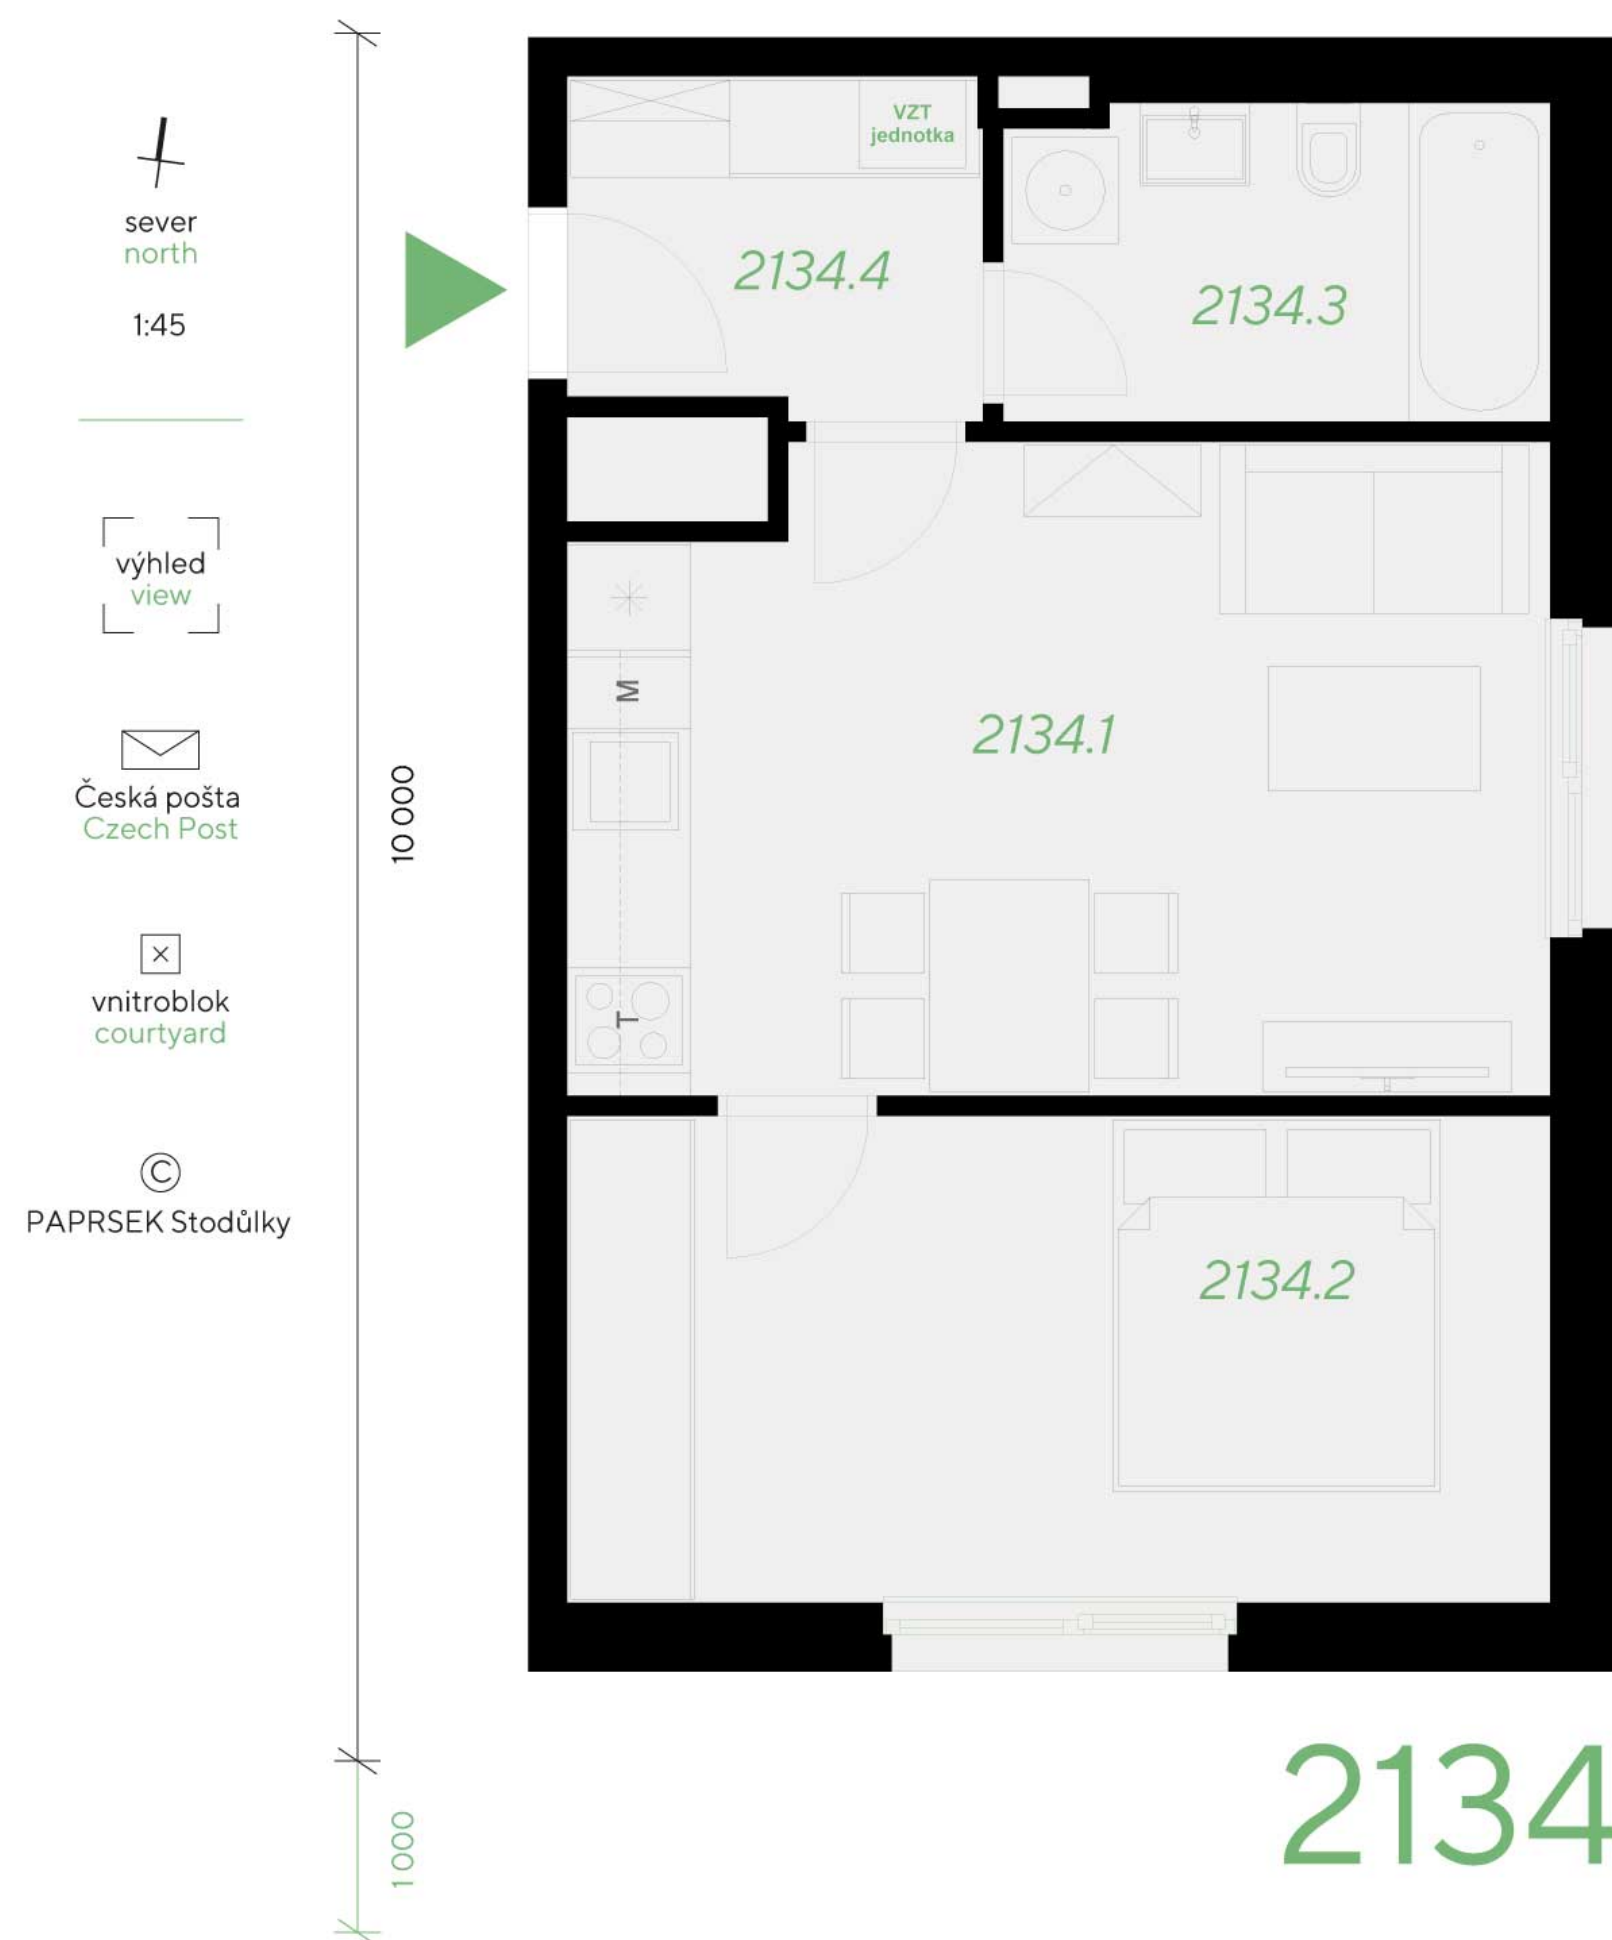 sever
north
1:45
výhled
view
Česká pošta
Czech Post
vnitroblok
courtyard
©
PAPRSEK Stodůlky
10 000
1 000
VZT
jednotka
2134.4
2134.3
M
2134.1
T
2134.2
2134